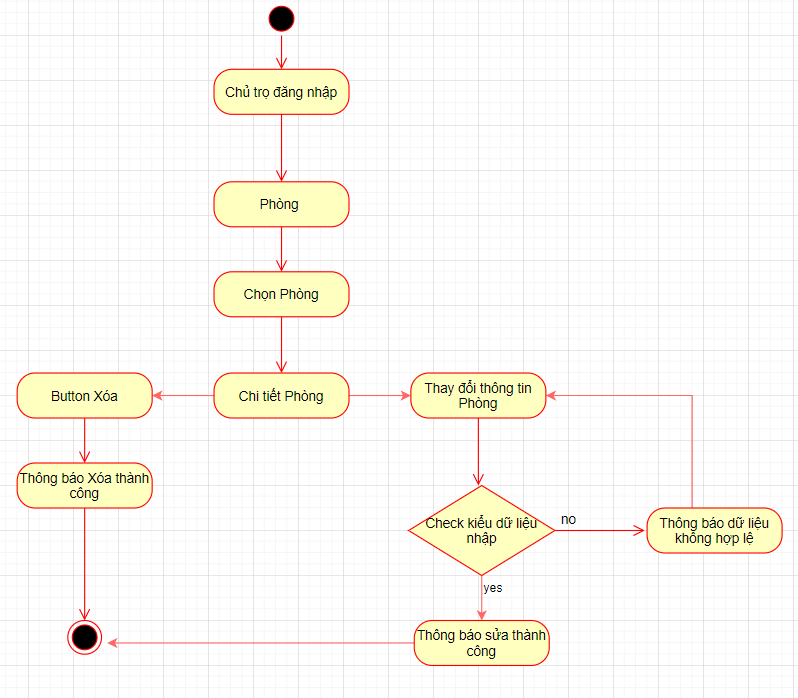 Chủ trọ đăng nhập
Phòng
Chọn Phòng
Button Xóa
Chi tiết Phòng
Thay đổi thông tin
Phòng
Thông báo Xóa thành
công
Check kiểu dữ liệu
nhập
no
Thông báo dữ liệu
không hợp lệ
yes
Thông báo sửa thành
công